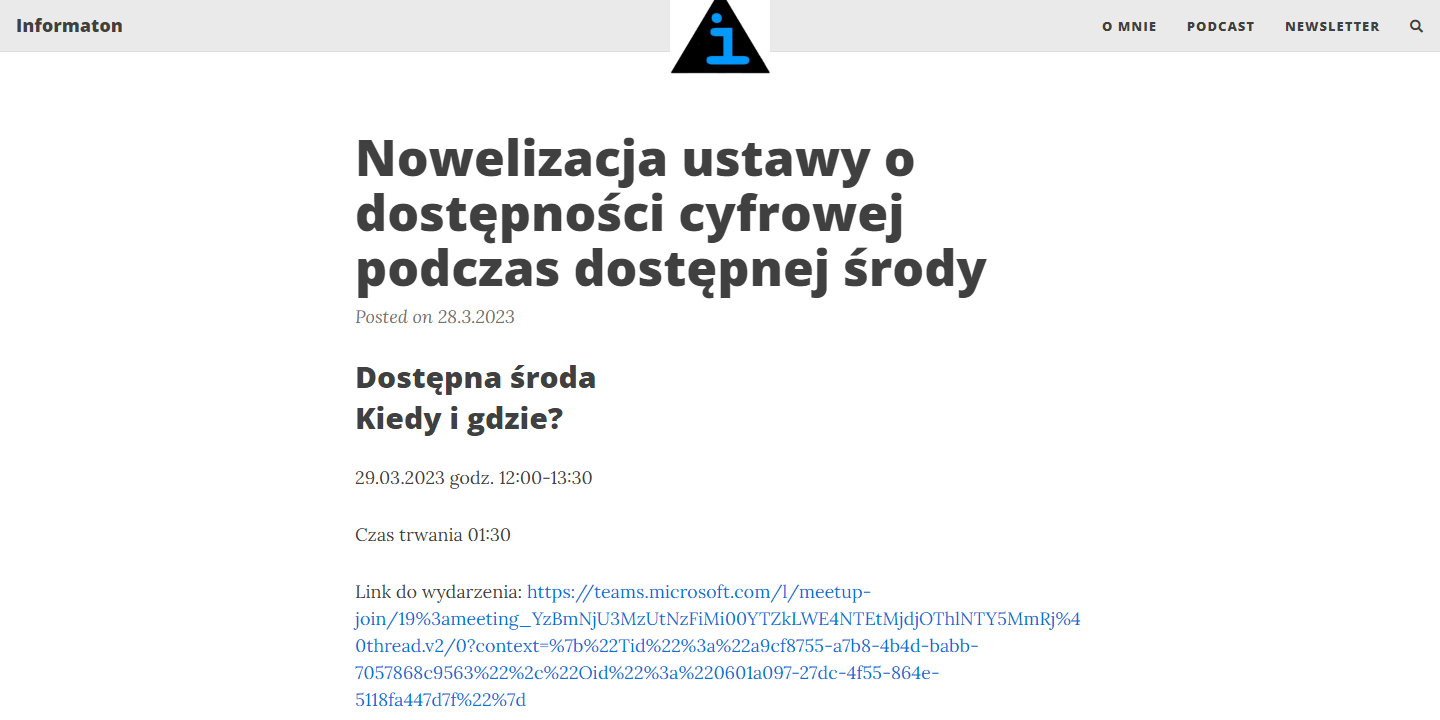 Informaton
i
O MNIE
PODCAST
NEWSLETTER
Nowelizacja ustawy o
dostępności cyfrowej
podczas dostępnej środy
Posted on 28.3.2023
Dostępna środa
Kiedy i gdzie?
29.03.2023 godz. 12:00-13:30
Czas trwania 01:30
Link do wydarzenia: https://teams.microsoft.com/l/meetup-
join/19%3ameeting_YzBmNjU3MzUtNzFiMi00YTZkLWE4NTEtMjdjOThlNTY5MmRj%4
0thread.v2/0?context=%7b%22Tid%22%3a%22a9cf8755-a7b8-4b4d-babb-
7057868c9563%22%2c%22Oid%22%3a%220601a097-27dc-4f55-864e-
5118fa447d7f%22%7d